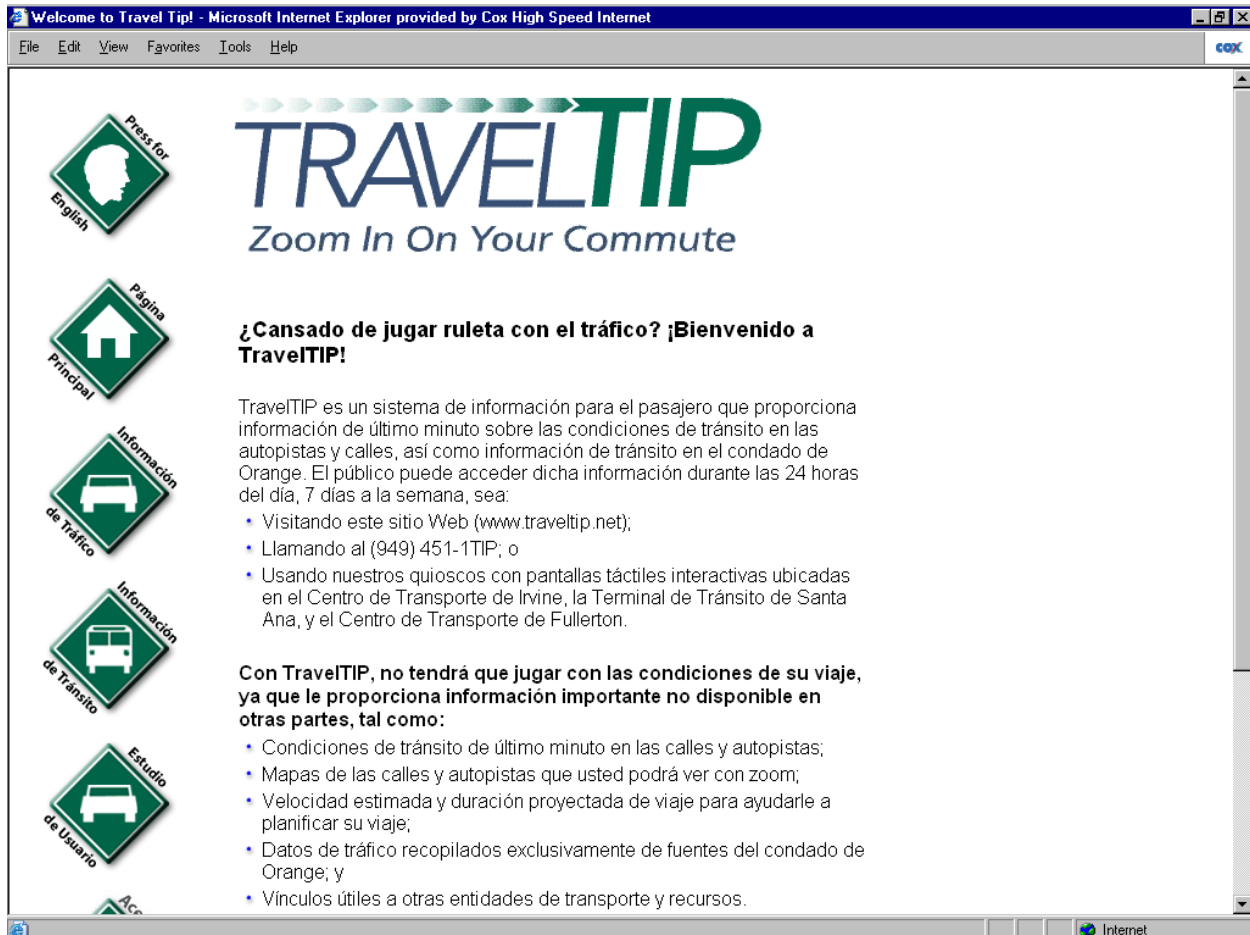 Welcome to Travel Tip! - Microsoft Internet Explorer provided by Cox High Speed Internet
File Edit View Favorites Tools Help
COX
Press for
English
TRAVELTIP
Zoom In On Your Commute
Página
Principal
¿Cansado de jugar ruleta con el tráfico? ¡Bienvenido a
TravelTIP!
TravelTIP es un sistema de información para el pasajero que proporciona
información de último minuto sobre las condiciones de tránsito en las
autopistas y calles, así como información de tránsito en el condado de
Orange. El público puede acceder dicha información durante las 24 horas
del día, 7 días a la semana, sea:
• Visitando este sitio Web (www.traveltip.net);
• Llamando al (949) 451-1TIP; o
• Usando nuestros quioscos con pantallas táctiles interactivas ubicadas
en el Centro de Transporte de Irvine, la Terminal de Tránsito de Santa
Ana, y el Centro de Transporte de Fullerton.
Información
de Tráfico
Información
de Tránsito
Con TravelTIP, no tendrá que jugar con las condiciones de su viaje,
ya que le proporciona información importante no disponible en
otras partes, tal como:
• Condiciones de tránsito de último minuto en las calles y autopistas;
• Mapas de las calles y autopistas que usted podrá ver con zoom;
• Velocidad estimada y duración proyectada de viaje para ayudarle a
planificar su viaje;
• Datos de tráfico recopilados exclusivamente de fuentes del condado de
Orange; y
• Vínculos útiles a otras entidades de transporte y recursos.
Estudio
de Usuario
Internet